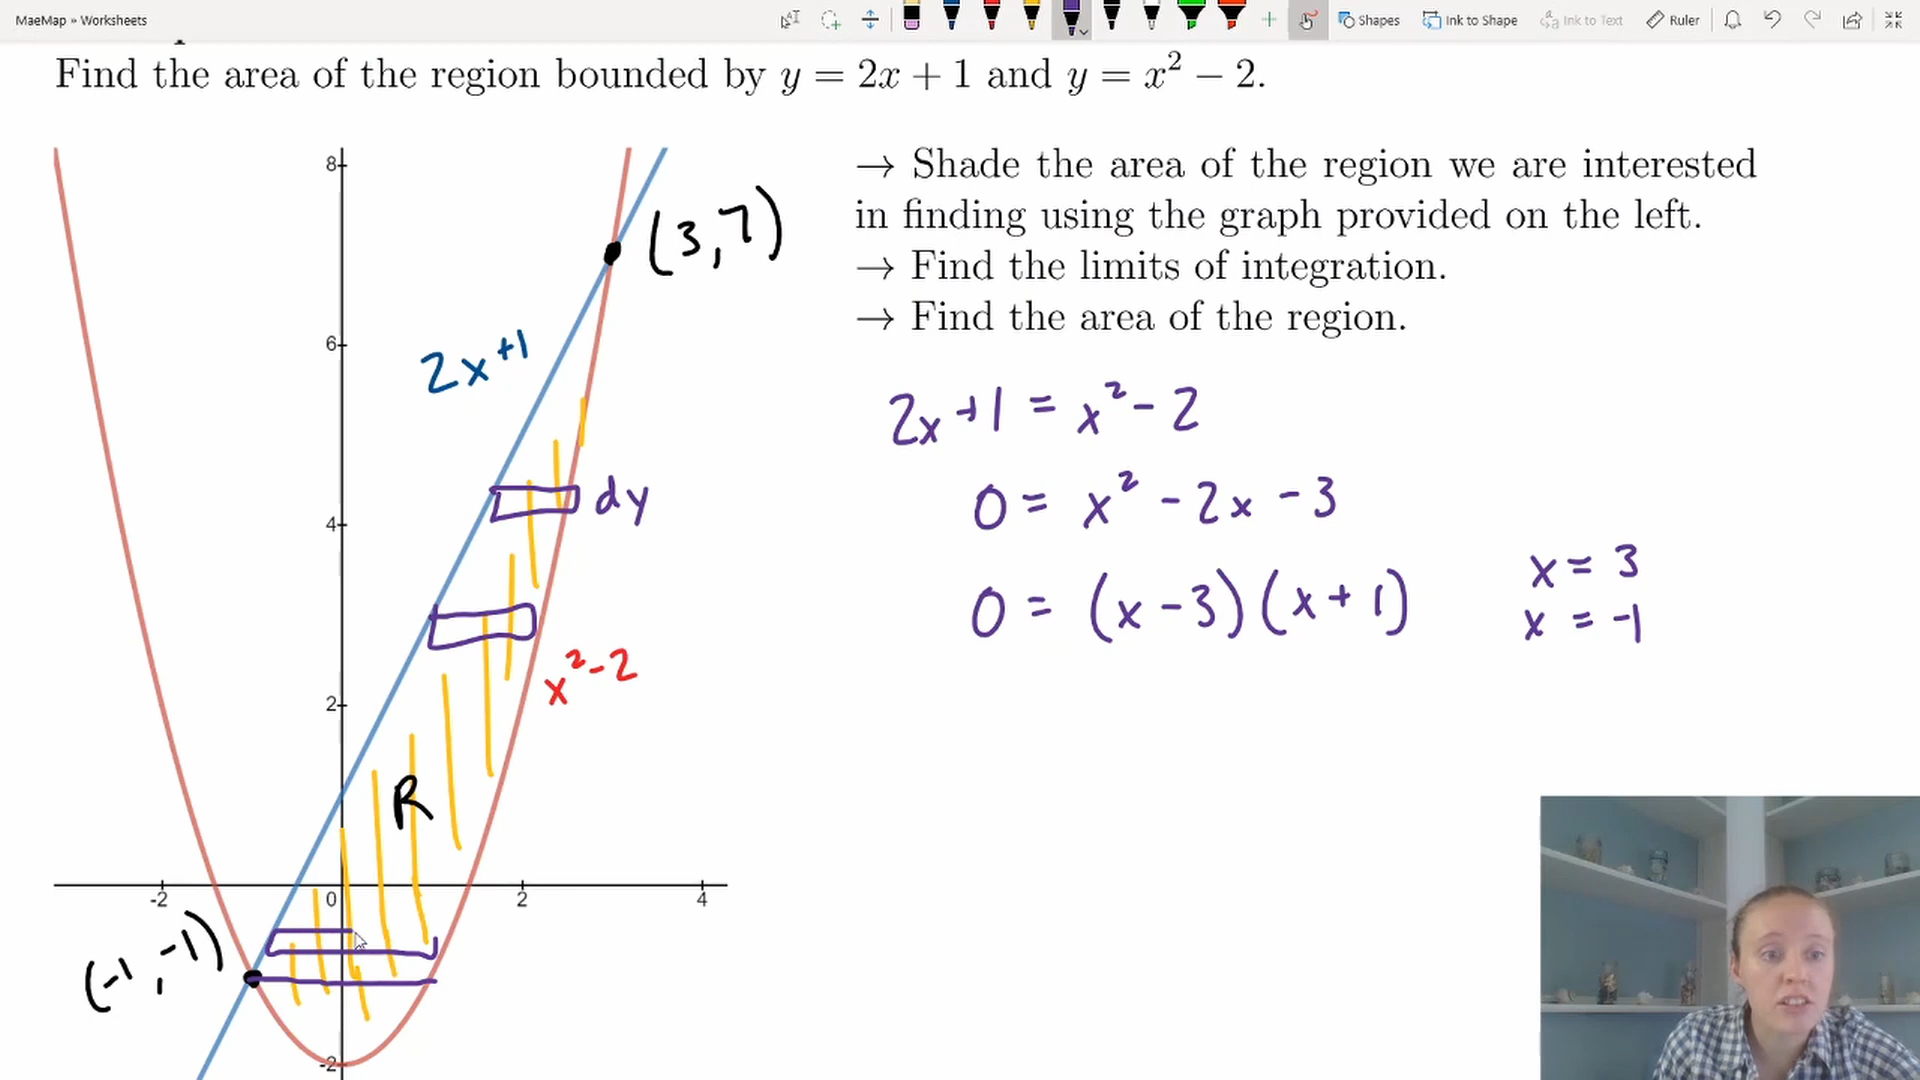 MaeMap » Worksheets
Shapes
Ink to Shape
Ink to Text
Ruler
Find the area of the region bounded by y = 2x + 1 and y = x² − 2.
→ Shade the area of the region we are interested
in finding using the graph provided on the left.
→ Find the limits of integration.
→ Find the area of the region.
8
(3,7)
6
2x+1
4
dy
2
x²-2
R
-2
0
2
4
(-1,-1)
-2
2x+1 = x²-2
0 = x² -2x -3
0 = (x-3)(x+1)
x = 3
x = -1